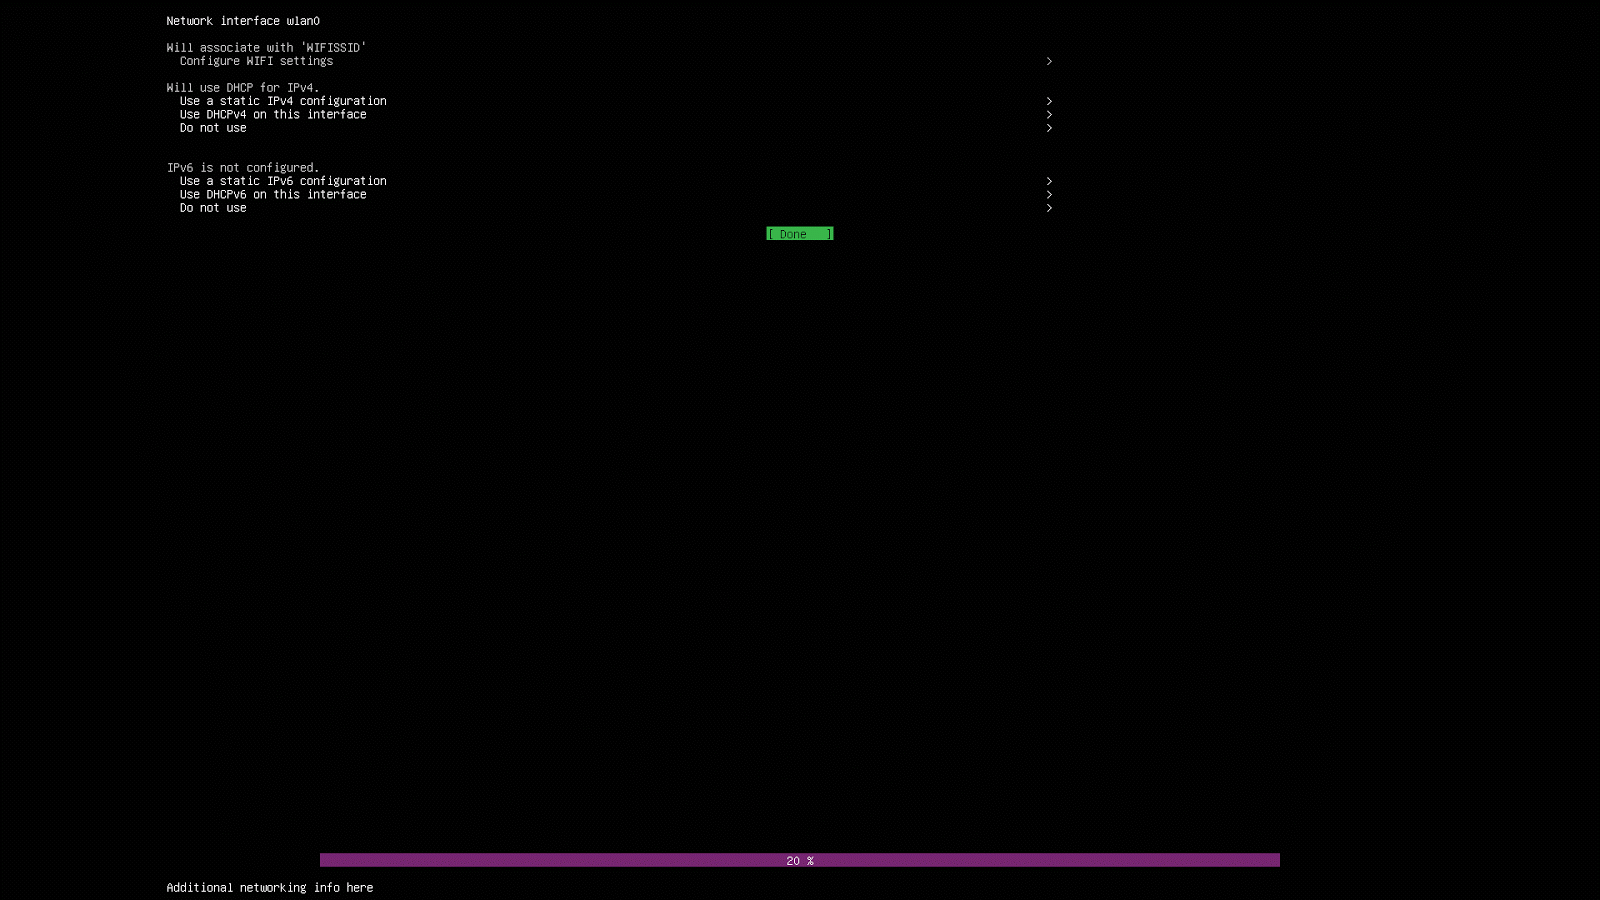 Network interface wlan0
Will associate with 'WIFISSID'
Configure WIFI settings >
Will use DHCP for IPv4.
Use a static IPv4 configuration >
Use DHCPv4 on this interface >
Do not use >
IPv6 is not configured.
Use a static IPv6 configuration >
Use DHCPv6 on this interface >
Do not use >
[ Done ]
20 %
Additional networking info here